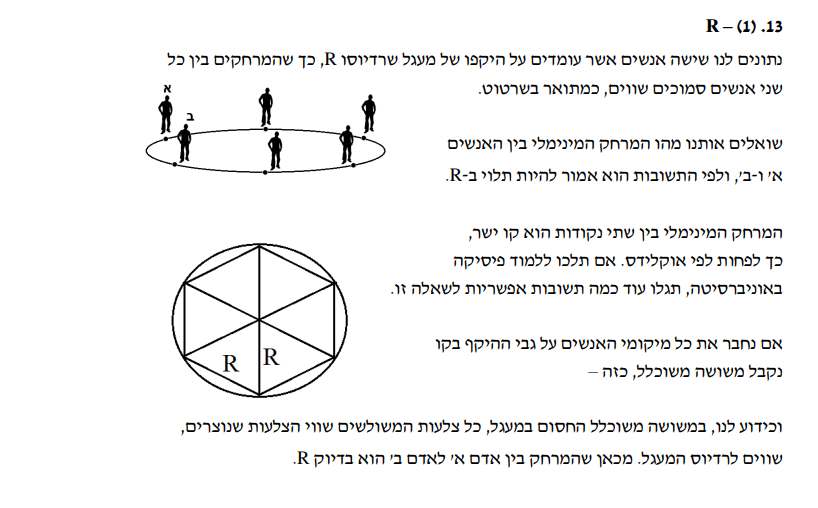 13. (1) – R
נתונים לנו שישה אנשים אשר עומדים על היקפו של מעגל שרדיוסו R, כך שהמרחקים בין כל
שני אנשים סמוכים שווים, כמתואר בשרטוט.
א
ב
שואלים אותנו מהו המרחק המינימלי בין האנשים
א' ו-ב', ולפי התשובות הוא אמור להיות תלוי ב-R.
המרחק המינימלי בין שתי נקודות הוא קו ישר,
כך לפחות לפי אוקלידס. אם תלכו ללמוד פיסיקה
באוניברסיטה, תגלו עוד כמה תשובות אפשריות לשאלה זו.
אם נחבר את כל מיקומי האנשים על גבי ההיקף בקו
נקבל משושה משוכלל, כזה –
R R
וכידוע לנו, במשושה משוכלל החסום במעגל, כל צלעות המשולשים שווי הצלעות שנוצרים,
שווים לרדיוס המעגל. מכאן שהמרחק בין אדם א' לאדם ב' הוא בדיוק R.